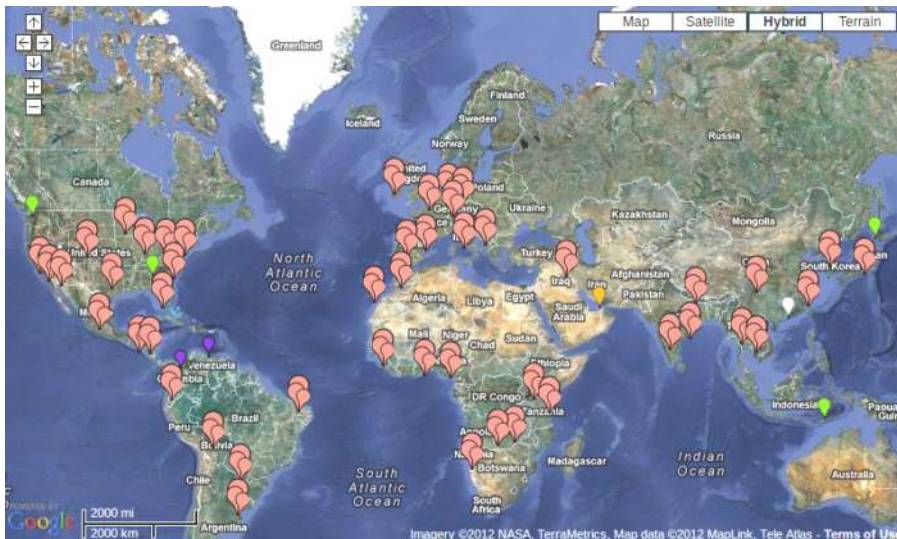 Map Satellite Hybrid Terrain
Greenland
Iceland
Finland
Sweden
Norway
Russia
Canada
Poland
Germany
Ukraine
Kazakhstan
Mongolia
United States
North
Atlantic
Ocean
Turkey
Iraq
Iran
Afghanistan
Pakistan
South Korea
Algeria
Libya
Egypt
Saudi
Arabia
Mali
Niger
Chad
Sudan
Venezuela
Ethiopia
DR Congo
Tanzania
Indonesia
Brazil
Peru
Bolivia
Botswana
Madagascar
Chile
South
Atlantic
Ocean
Indian
Ocean
Australia
South
Africa
Argentina
POWERED BY
Google
2000 mi
2000 km
Imagery ©2012 NASA, TerraMetrics, Map data ©2012 MapLink, Tele Atlas - Terms of Us